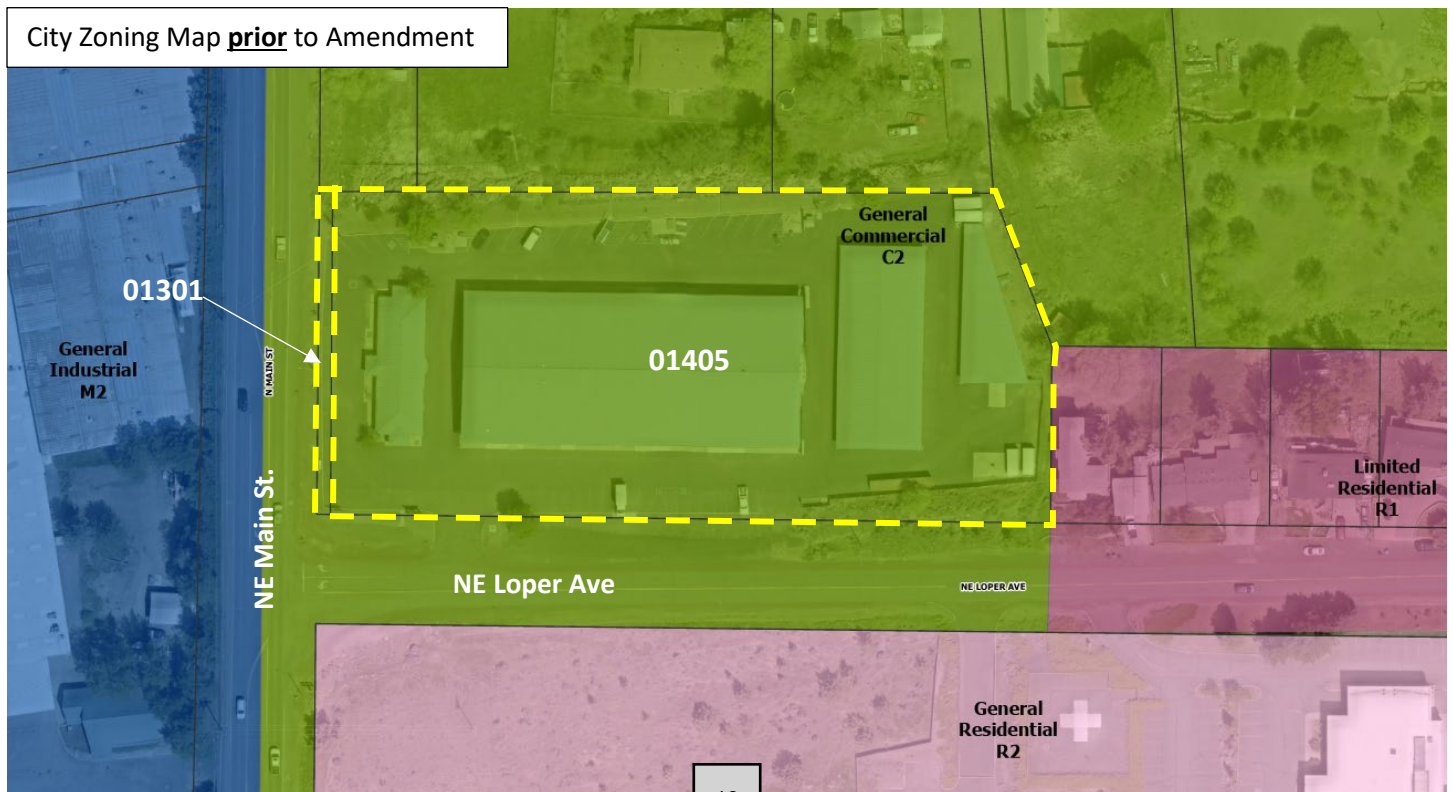 City Zoning Map prior to Amendment
General
Commercial
C2
01301
General
Industrial
M2
N MAIN ST
01405
Limited
Residential
R1
NE Main St.
NE Loper Ave
NE LOPER AVE
General
Residential
R2